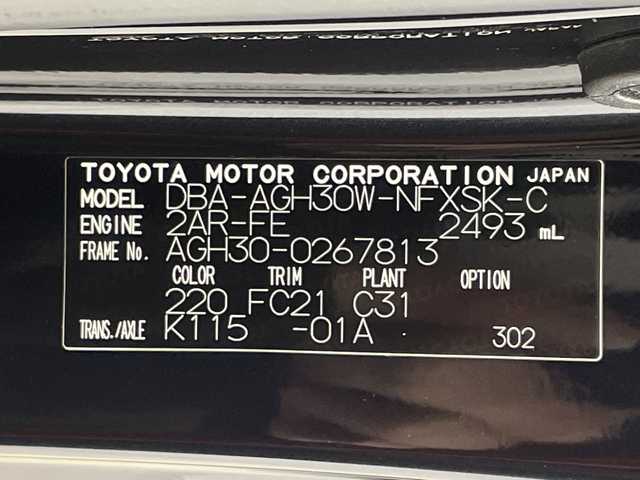 TOYOTA MOTOR CORPORATION JAPAN
MODEL DBA-AGH30W-NFXSK-C
ENGINE 2AR-FE 2493 mL
FRAME No. AGH30-0267813
COLOR TRIM PLANT OPTION
220 FC21 C31
TRANS./AXLE K115 -01A 302